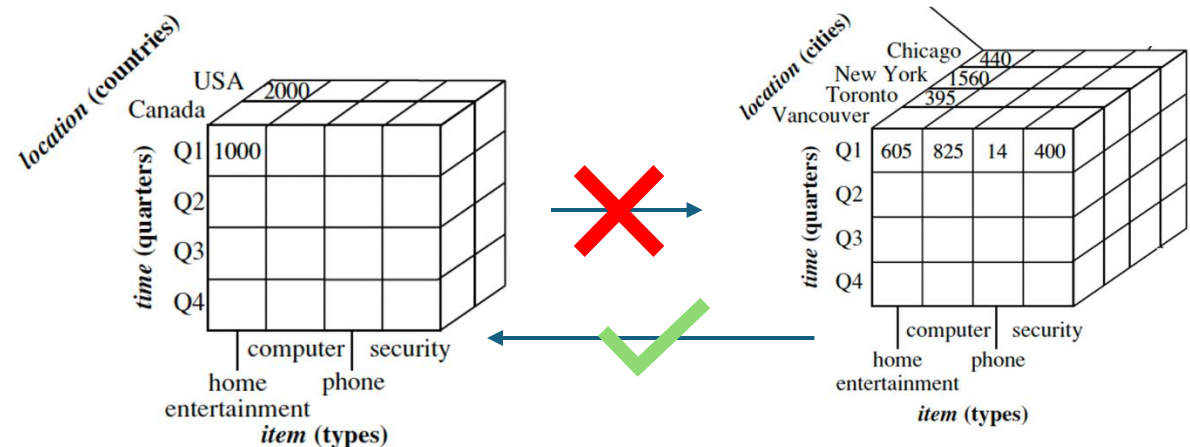 location (countries)
USA
Canada
2000
time (quarters)
Q1
1000
Q2
Q3
Q4
computer
security
home
entertainment
phone
item (types)
location (cities)
Chicago
New York
Toronto
Vancouver
440
1560
395
time (quarters)
Q1
605 825 14 400
Q2
Q3
Q4
computer
security
home
entertainment
phone
item (types)